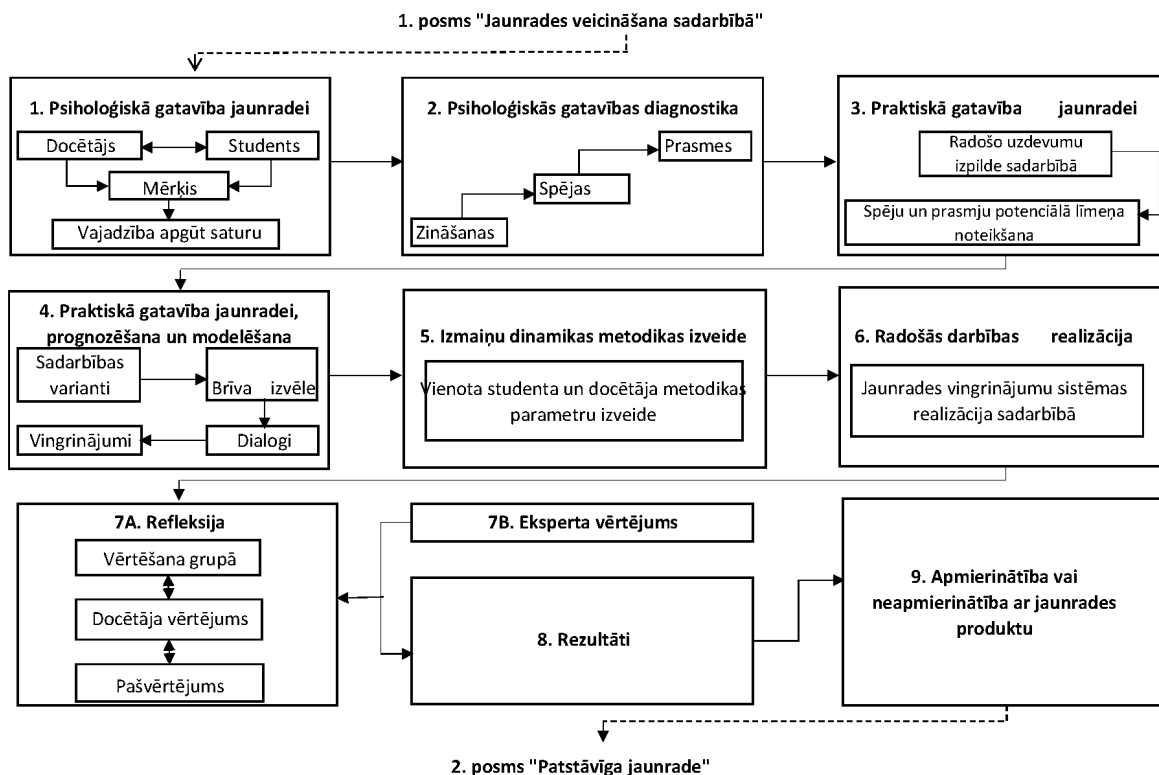 1. posms "Jaunrades veicināšana sadarbībā"
1. Psiholoģiskā gatavība jaunradei
Docētājs
Students
Mērķis
Vajadzība apgūt saturu
2. Psiholoģiskās gatavības diagnostika
Prasmes
Spējas
Zināšanas
3. Praktiskā gatavība jaunradei
Radošo uzdevumu
izpilde sadarbībā
Spēju un prasmju potenciālā līmeņa
noteikšana
4. Praktiskā gatavība jaunradei,
prognozēšana un modelēšana
Sadarbības
varianti
Brīva izvēle
Vingrinājumi
Dialogi
5. Izmaiņu dinamikas metodikas izveide
Vienota studenta un docētāja metodikas
parametru izveide
6. Radošās darbības realizācija
Jaunrades vingrinājumu sistēmas
realizācija sadarbībā
7A. Refleksija
Vērtēšana grupā
Docētāja vērtējums
Pašvērtējums
7B. Eksperta vērtējums
8. Rezultāti
9. Apmierinātība vai
neapmierinātība ar jaunrades
produktu
2. posms "Patstāvīga jaunrade"